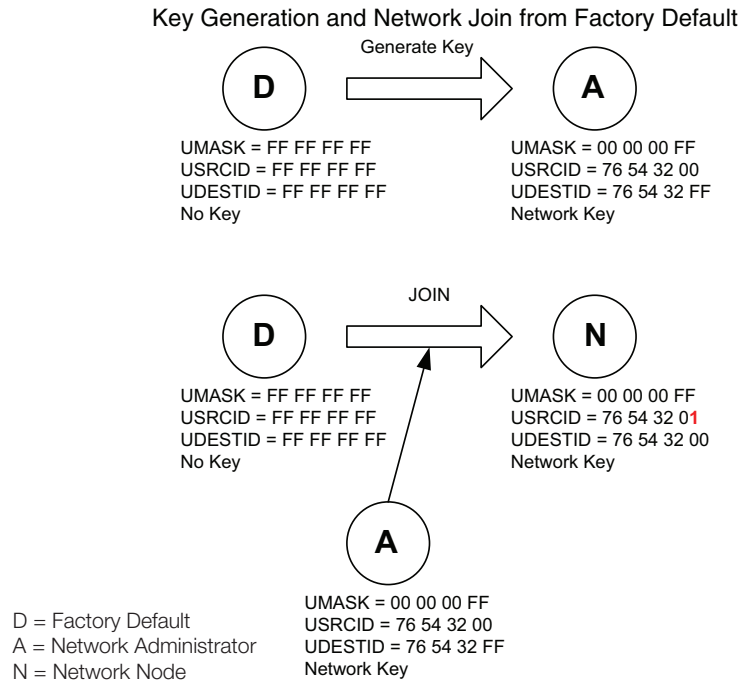 Key Generation and Network Join from Factory Default
Generate Key
D
A
UMASK = FF FF FF FF
USRCID = FF FF FF FF
UDESTID = FF FF FF FF
No Key
UMASK = 00 00 00 FF
USRCID = 76 54 32 00
UDESTID = 76 54 32 FF
Network Key
JOIN
D
N
UMASK = FF FF FF FF
USRCID = FF FF FF FF
UDESTID = FF FF FF FF
No Key
UMASK = 00 00 00 FF
USRCID = 76 54 32 01
UDESTID = 76 54 32 00
Network Key
A
UMASK = 00 00 00 FF
USRCID = 76 54 32 00
UDESTID = 76 54 32 FF
Network Key
D = Factory Default
A = Network Administrator
N = Network Node